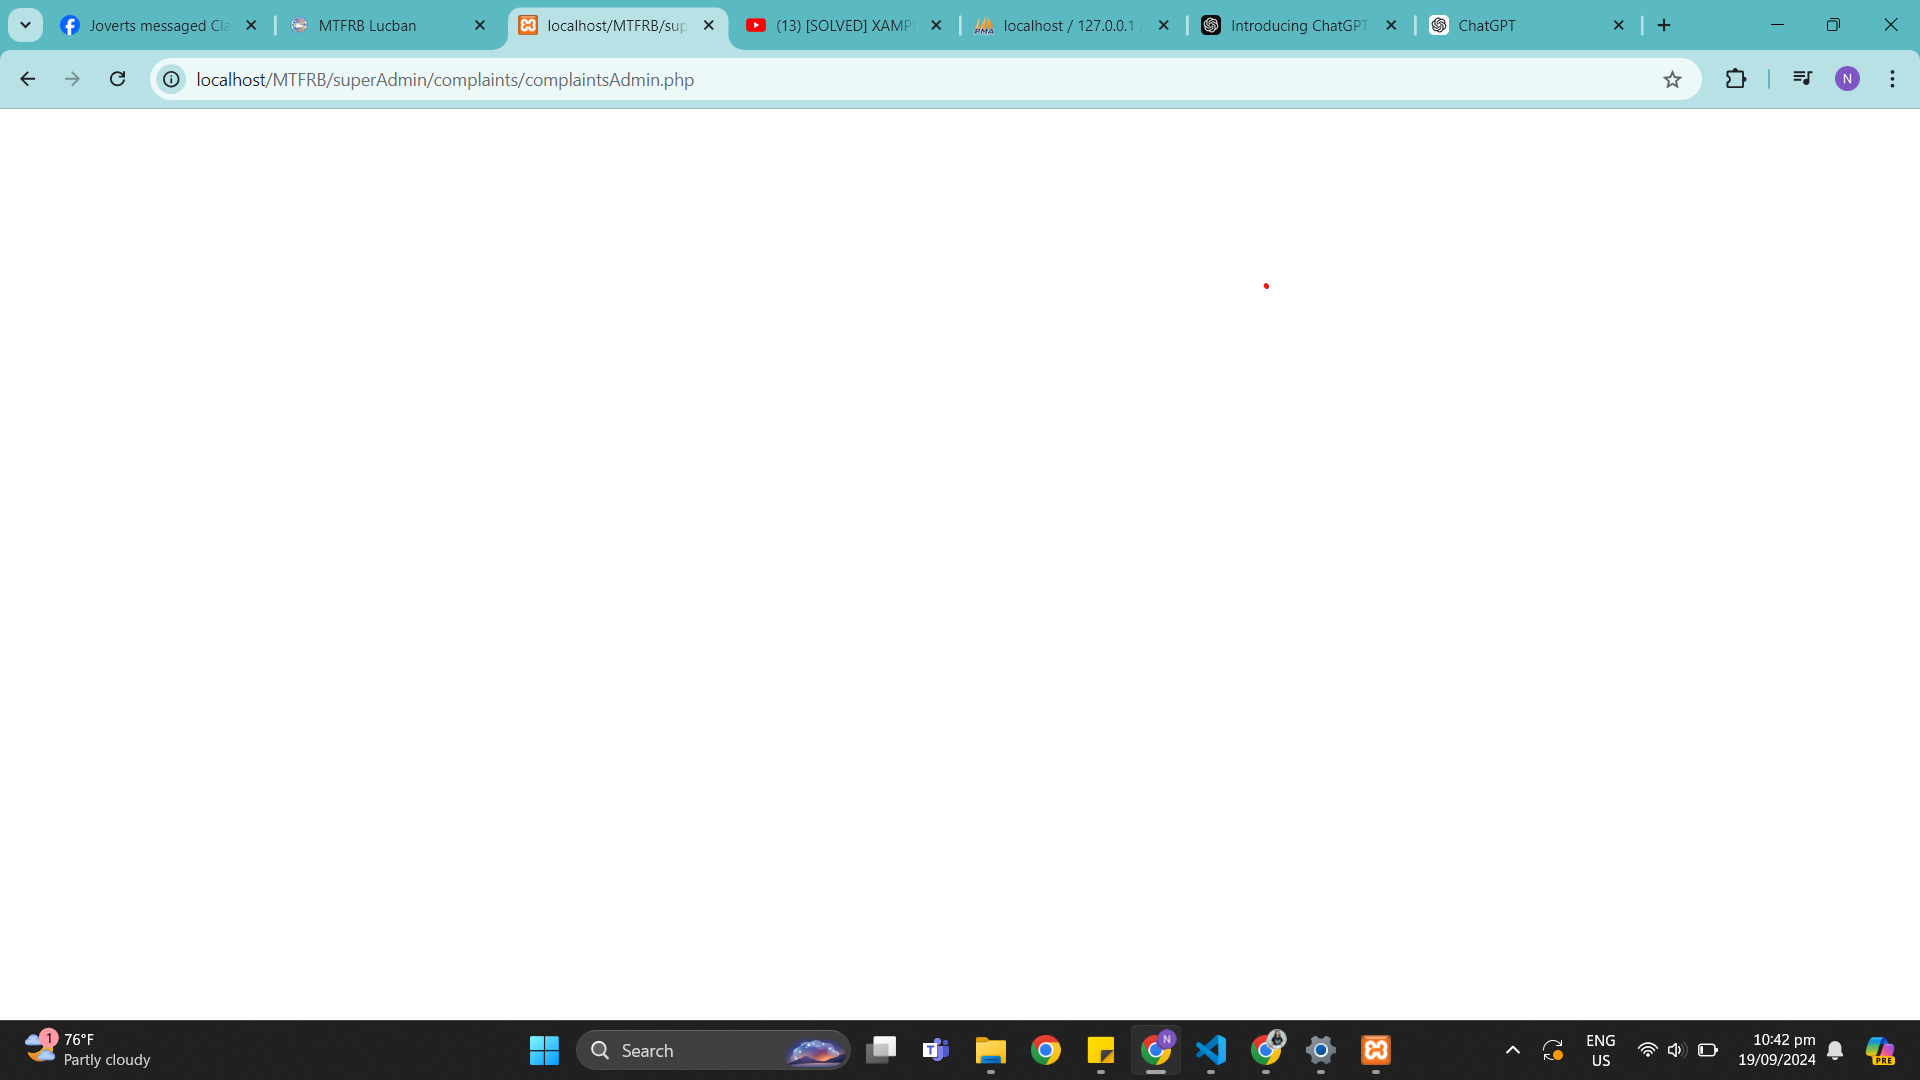 Joverts messaged Cla
MTFRB Lucban
localhost/MTFRB/sup
(13) [SOLVED] XAMP
PMA
localhost / 127.0.0.1
Introducing ChatGPT
ChatGPT
localhost/MTFRB/superAdmin/complaints/complaintsAdmin.php
N
1
76°F
Partly cloudy
Search
T
N
ENG
US
10:42 pm
19/09/2024
PRE